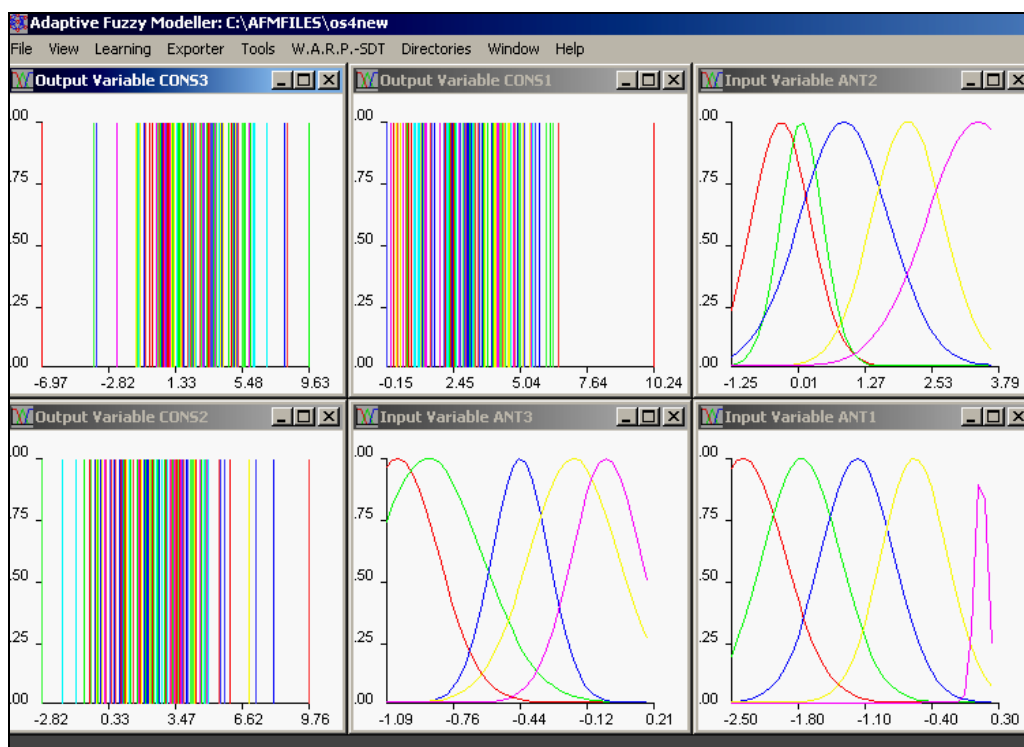 Adaptive Fuzzy Modeller: C:\AFMFILES\os4new
File View Learning Exporter Tools W.A.R.P.-SDT Directories Window Help
Output Variable CONS3
.00
.75
.50
.25
.00
-6.97 -2.82 1.33 5.48 9.63
Output Variable CONS1
.00
.75
.50
.25
.00
-0.15 2.45 5.04 7.64 10.24
Input Variable ANT2
.00
.75
.50
.25
.00
-1.25 0.01 1.27 2.53 3.79
Output Variable CONS2
.00
.75
.50
.25
.00
-2.82 0.33 3.47 6.62 9.76
Input Variable ANT3
.00
.75
.50
.25
.00
-1.09 -0.76 -0.44 -0.12 0.21
Input Variable ANT1
.00
.75
.50
.25
.00
-2.50 -1.80 -1.10 -0.40 0.30